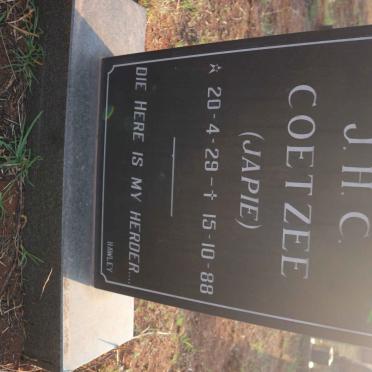 J.H.C.
COETZEE
(JAPIE)
☆ 20-4-29 - † 15-10-88
DIE HERE IS MY HERDER....
HAWLEY